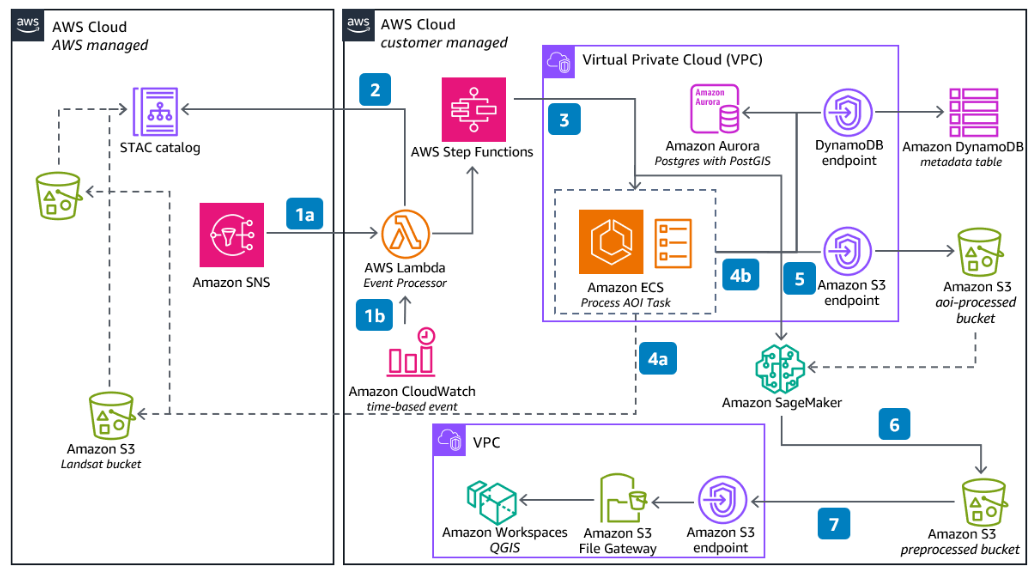 aws
AWS Cloud
AWS managed
aws
AWS Cloud
customer managed
Virtual Private Cloud (VPC)
2
3
Amazon
Aurora
STAC catalog
AWS Step Functions
Amazon Aurora
Postgres with PostGIS
DynamoDB
endpoint
Amazon DynamoDB
metadata table
1a
Amazon SNS
AWS Lambda
Event Processor
Amazon ECS
Process AOI Task
4b
5
Amazon S3
endpoint
Amazon S3
aoi-processed
bucket
1b
4a
Amazon CloudWatch
time-based event
Amazon SageMaker
6
Amazon S3
Landsat bucket
VPC
Amazon Workspaces
QGIS
Amazon S3
File Gateway
Amazon S3
endpoint
7
Amazon S3
preprocessed bucket